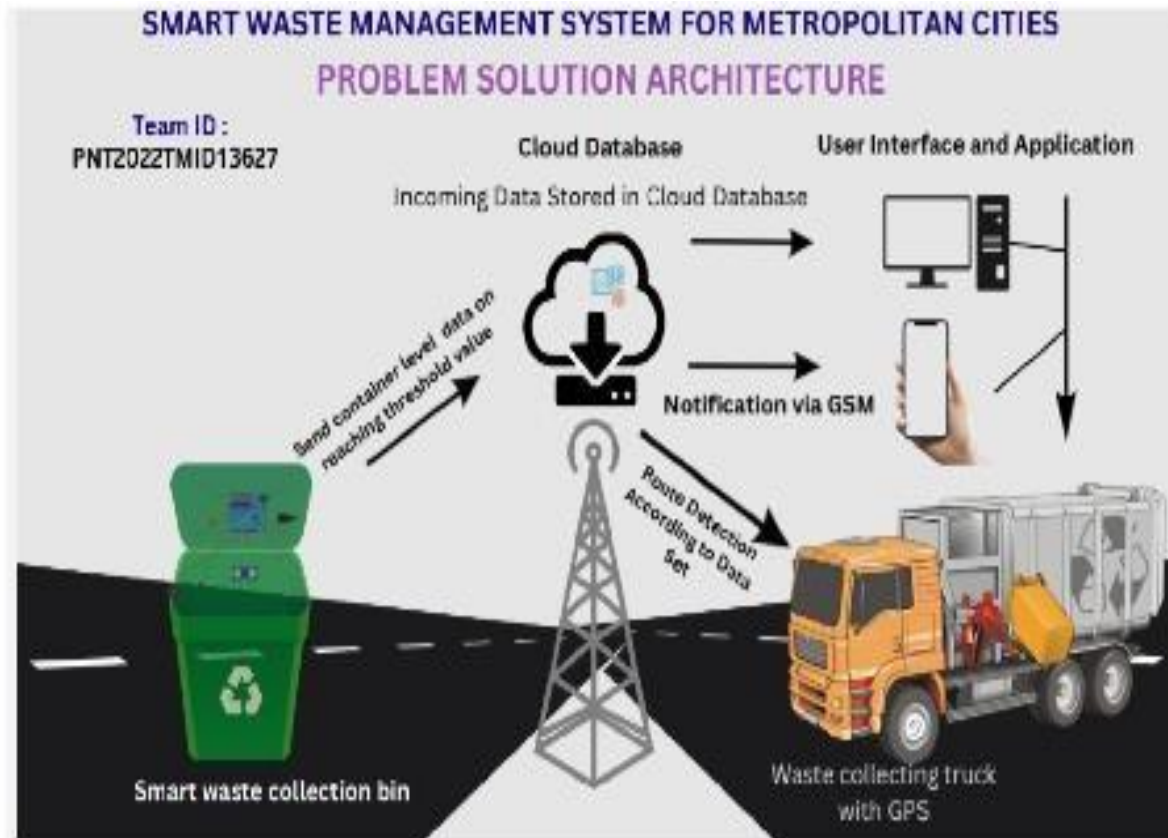 SMART WASTE MANAGEMENT SYSTEM FOR METROPOLITAN CITIES
PROBLEM SOLUTION ARCHITECTURE
Team ID :
PNT2022TMID13627
Cloud Database
User Interface and Application
Incoming Data Stored in Cloud Database
Send container level data on
reaching threshold value
Notification via GSM
Route Detection
According to Data
Set
Smart waste collection bin
Waste collecting truck
with GPS